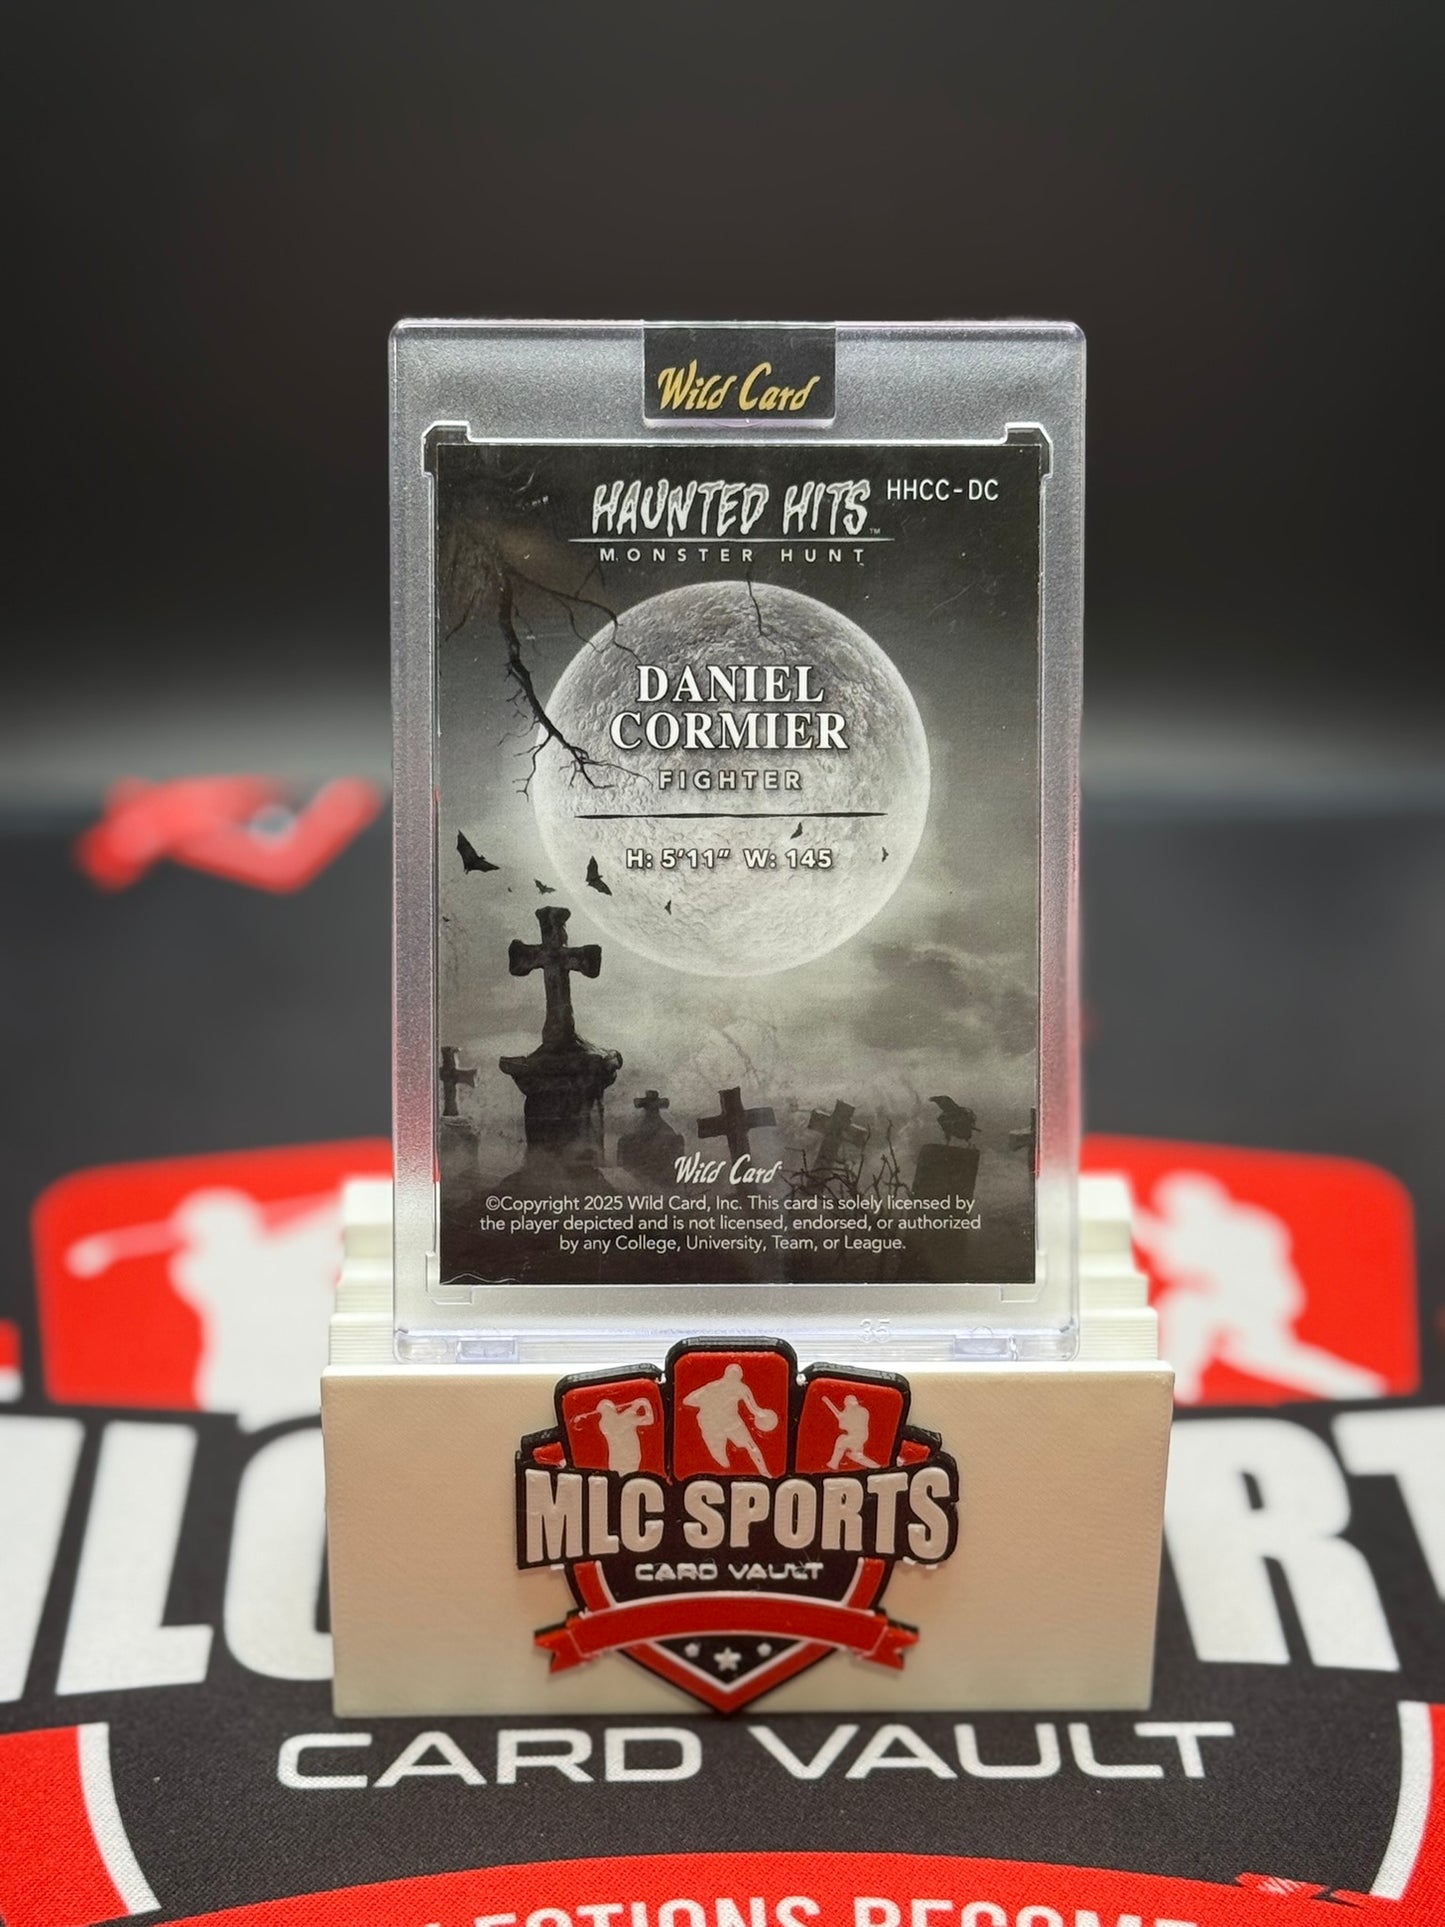 Wild Card
HAUNTED HITS™ HHCC-DC
MONSTER HUNT
DANIEL
CORMIER
FIGHTER
H: 5'11" W: 145
Wild Card
©Copyright 2025 Wild Card, Inc. This card is solely licensed by
the player depicted and is not licensed, endorsed, or authorized
by any College, University, Team, or League.
35
MLC SPORTS
CARD VAULT
CARD VAULT